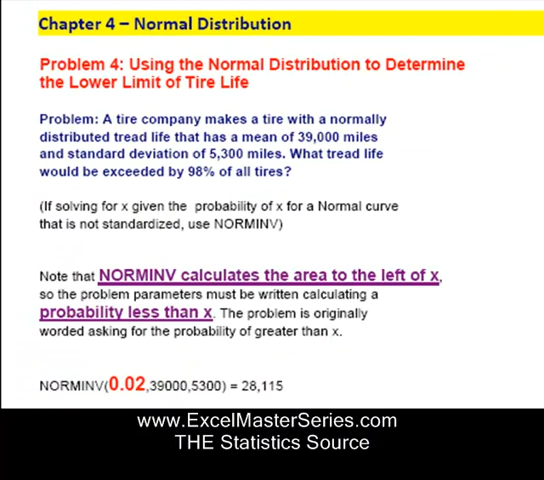 Chapter 4 – Normal Distribution
Problem 4: Using the Normal Distribution to Determine
the Lower Limit of Tire Life
Problem: A tire company makes a tire with a normally
distributed tread life that has a mean of 39,000 miles
and standard deviation of 5,300 miles. What tread life
would be exceeded by 98% of all tires?
(If solving for x given the probability of x for a Normal curve
that is not standardized, use NORMINV)
Note that NORMINV calculates the area to the left of x,
so the problem parameters must be written calculating a
probability less than x. The problem is originally
worded asking for the probability of greater than x.
NORMINV(0.02,39000,5300) = 28,115
www.ExcelMasterSeries.com
THE Statistics Source